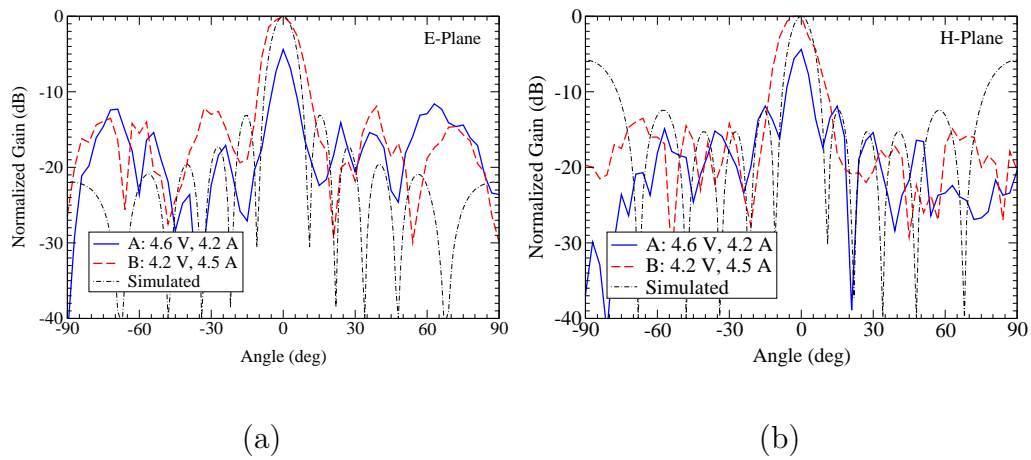 0
-10
-20
-30
-40
Normalized Gain (dB)
E-Plane
A: 4.6 V, 4.2 A
B: 4.2 V, 4.5 A
Simulated
-90 -60 -30 0 30 60 90
Angle (deg)
(a)
0
-10
-20
-30
-40
Normalized Gain (dB)
H-Plane
A: 4.6 V, 4.2 A
B: 4.2 V, 4.5 A
Simulated
-90 -60 -30 0 30 60 90
Angle (deg)
(b)